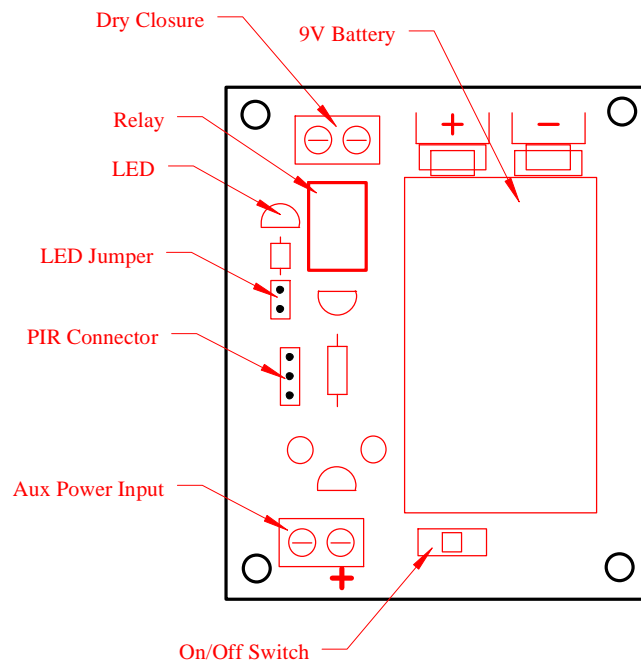 Dry Closure
9V Battery
+
−
Relay
LED
LED Jumper
PIR Connector
Aux Power Input
+
On/Off Switch